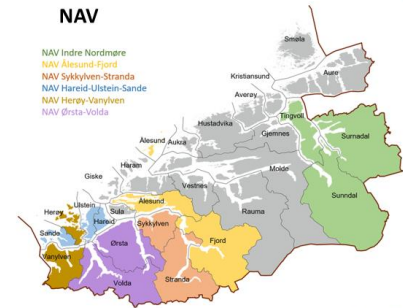 NAV
NAV Indre Nordmøre
NAV Ålesund-Fjord
NAV Sykkylven-Stranda
NAV Hareid-Ulstein-Sande
NAV Herøy-Vanylven
NAV Ørsta-Volda
Smøla
Kristiansund
Aure
Averøy
Tingvoll
Hustadvika
Gjemnes
Surnadal
Ålesund
Aukra
Molde
Haram
Giske
Vestnes
Sunndal
Ulstein
Ålesund
Rauma
Herøy
Sula
Hareid
Sykkylven
Sande
Ørsta
Fjord
Vanylven
Stranda
Volda